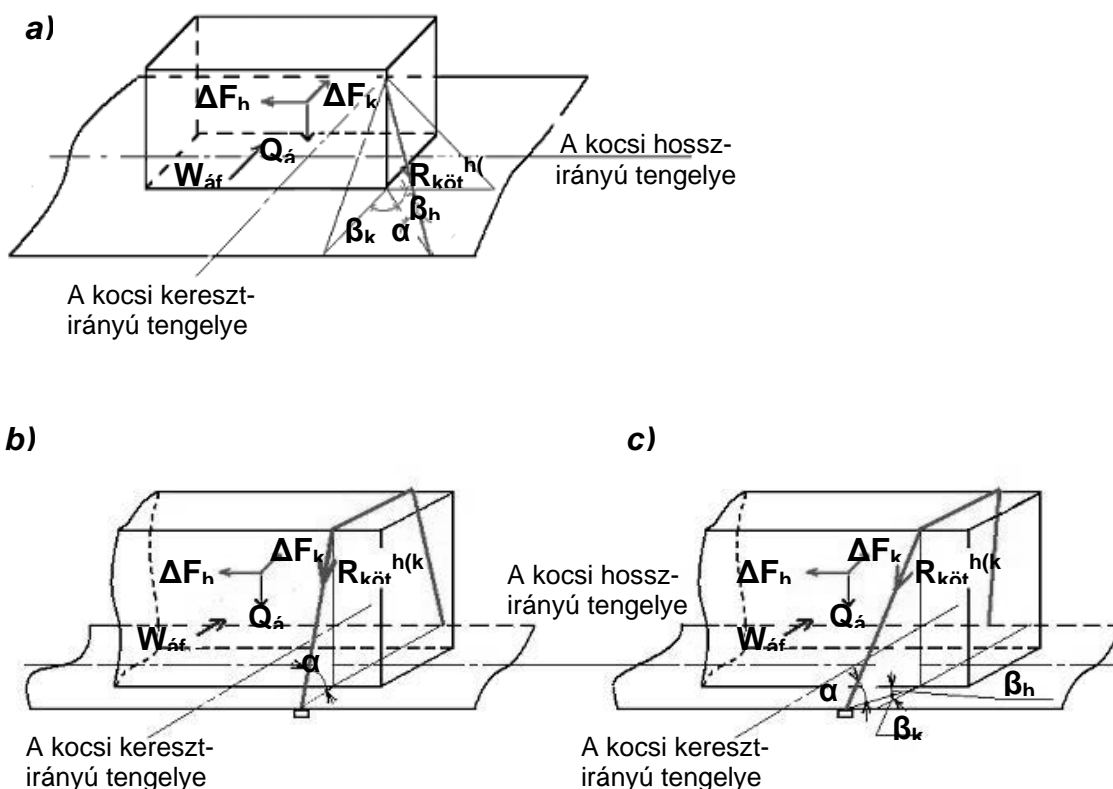 a)
ΔFh ΔFk
Qá
Wáf
A kocsi hossz-
irányú tengelye
Rköt h(
βh
βk α
A kocsi kereszt-
irányú tengelye
b)
ΔFk
ΔFh
Rköt h(k
Qá
Wáf
α
A kocsi hossz-
irányú tengelye
A kocsi kereszt-
irányú tengelye
c)
ΔFk
ΔFh
Rköt h(k
Qá
Wáf
α
βh
βk
A kocsi kereszt-
irányú tengelye